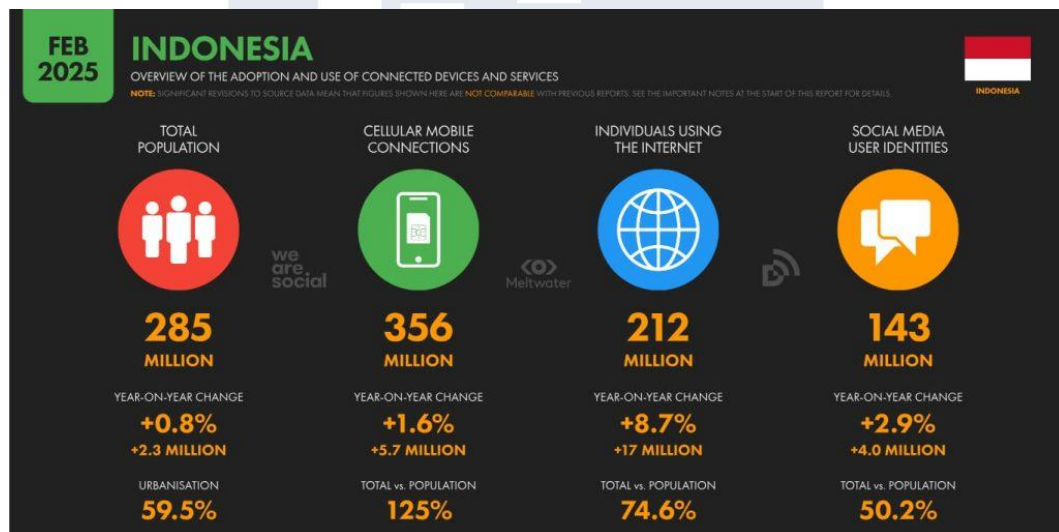 FEB
2025
INDONESIA
OVERVIEW OF THE ADOPTION AND USE OF CONNECTED DEVICES AND SERVICES
NOTE: SIGNIFICANT REVISIONS TO SOURCE DATA MEAN THAT FIGURES SHOWN HERE ARE NOT COMPARABLE WITH PREVIOUS REPORTS. SEE THE IMPORTANT NOTES AT THE START OF THIS REPORT FOR DETAILS.
INDONESIA
TOTAL
POPULATION
285
MILLION
YEAR-ON-YEAR CHANGE
+0.8%
+2.3 MILLION
URBANISATION
59.5%
we
are
social
CELLULAR MOBILE
CONNECTIONS
356
MILLION
YEAR-ON-YEAR CHANGE
+1.6%
+5.7 MILLION
TOTAL vs. POPULATION
125%
Meltwater
INDIVIDUALS USING
THE INTERNET
212
MILLION
YEAR-ON-YEAR CHANGE
+8.7%
+17 MILLION
TOTAL vs. POPULATION
74.6%
SOCIAL MEDIA
USER IDENTITIES
143
MILLION
YEAR-ON-YEAR CHANGE
+2.9%
+4.0 MILLION
TOTAL vs. POPULATION
50.2%